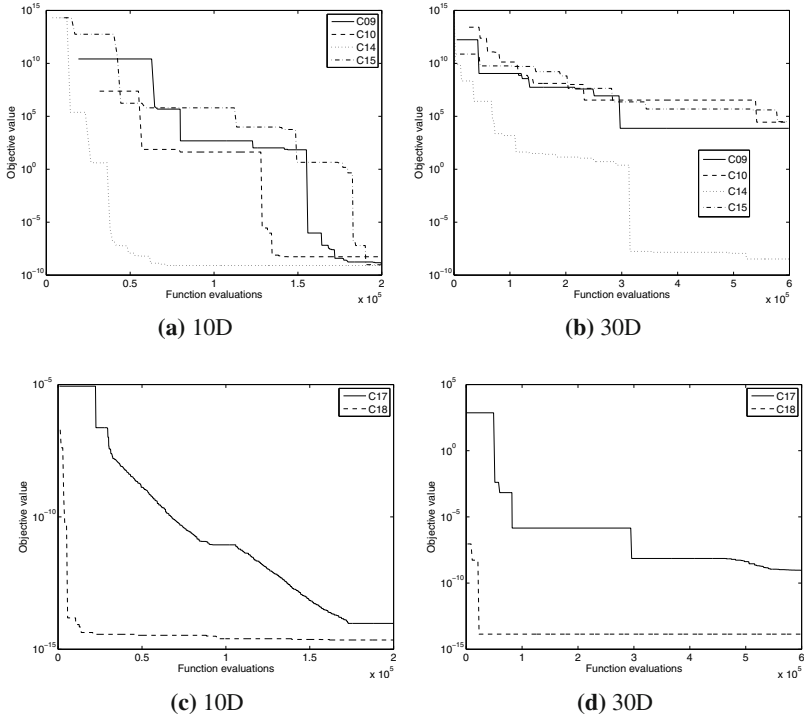 10^15
10^10
10^5
10^0
10^-5
10^-10
Objective value
C09
C10
C14
C15
0 0.5 1 1.5 2
Function evaluations
x 10^5
(a) 10D
10^15
10^10
10^5
10^0
10^-5
10^-10
Objective value
C09
C10
C14
C15
0 1 2 3 4 5 6
Function evaluations
x 10^5
(b) 30D
10^-5
10^-10
10^-15
Objective value
C17
C18
0 0.5 1 1.5 2
Function evaluations
x 10^5
(c) 10D
10^5
10^0
10^-5
10^-10
10^-15
Objective value
C17
C18
0 1 2 3 4 5 6
Function evaluations
x 10^5
(d) 30D